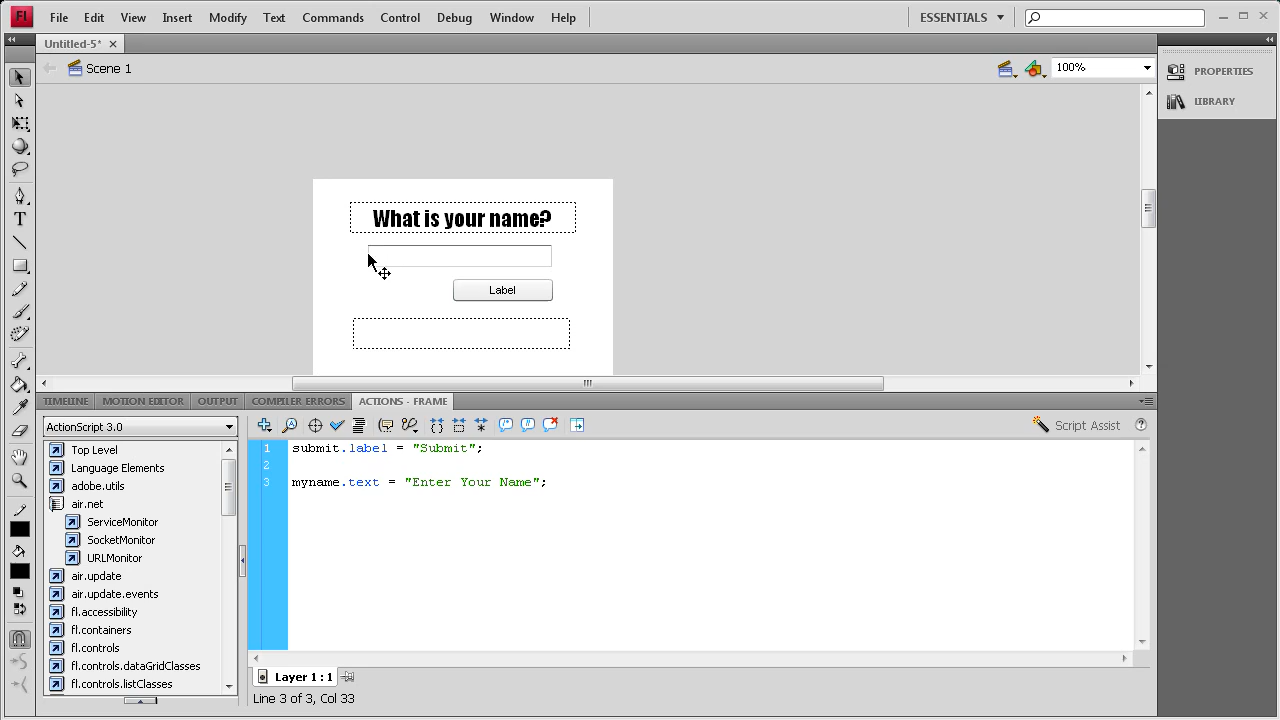 Fl File Edit View Insert Modify Text Commands Control Debug Window Help ESSENTIALS
Untitled-5*
Scene 1 100%
PROPERTIES
LIBRARY
What is your name?
Label
TIMELINE MOTION EDITOR OUTPUT COMPILER ERRORS ACTIONS - FRAME
ActionScript 3.0 Script Assist
Top Level
Language Elements
adobe.utils
air.net
ServiceMonitor
SocketMonitor
URLMonitor
air.update
air.update.events
fl.accessibility
fl.containers
fl.controls
fl.controls.dataGridClasses
fl.controls.listClasses
1 submit.label = "Submit";
2
3 myname.text = "Enter Your Name";
Layer 1 : 1
Line 3 of 3, Col 33